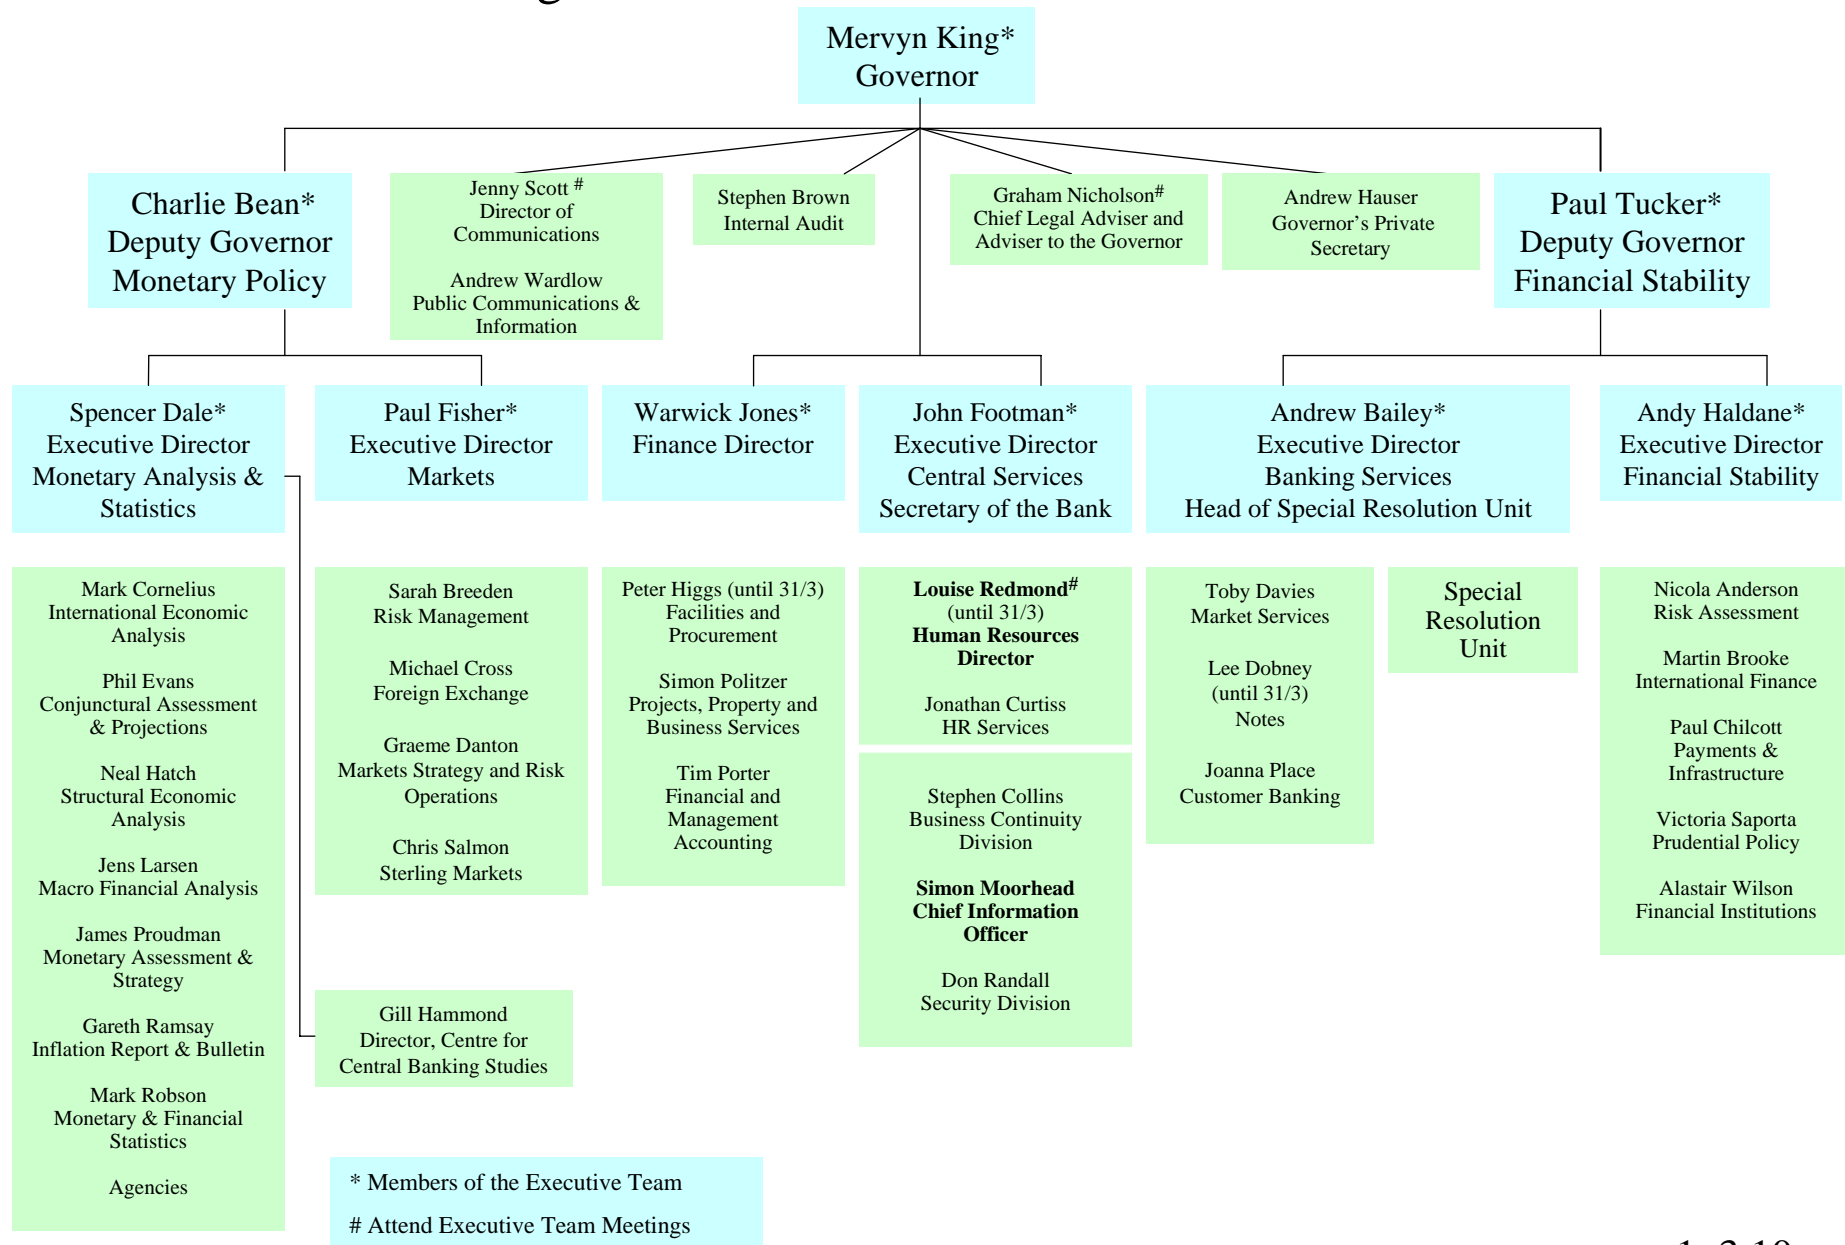 Mervyn King*
Governor
Charlie Bean*
Deputy Governor
Monetary Policy
Jenny Scott #
Director of
Communications
Andrew Wardlow
Public Communications &
Information
Stephen Brown
Internal Audit
Graham Nicholson#
Chief Legal Adviser and
Adviser to the Governor
Andrew Hauser
Governor’s Private
Secretary
Paul Tucker*
Deputy Governor
Financial Stability
Spencer Dale*
Executive Director
Monetary Analysis &
Statistics
Paul Fisher*
Executive Director
Markets
Warwick Jones*
Finance Director
John Footman*
Executive Director
Central Services
Secretary of the Bank
Andrew Bailey*
Executive Director
Banking Services
Head of Special Resolution Unit
Andy Haldane*
Executive Director
Financial Stability
Mark Cornelius
International Economic
Analysis
Phil Evans
Conjunctural Assessment
& Projections
Neal Hatch
Structural Economic
Analysis
Jens Larsen
Macro Financial Analysis
James Proudman
Monetary Assessment &
Strategy
Gareth Ramsay
Inflation Report & Bulletin
Mark Robson
Monetary & Financial
Statistics
Agencies
Sarah Breeden
Risk Management
Michael Cross
Foreign Exchange
Graeme Danton
Markets Strategy and Risk
Operations
Chris Salmon
Sterling Markets
Gill Hammond
Director, Centre for
Central Banking Studies
Peter Higgs (until 31/3)
Facilities and
Procurement
Simon Politzer
Projects, Property and
Business Services
Tim Porter
Financial and
Management
Accounting
Louise Redmond#
(until 31/3)
Human Resources
Director
Jonathan Curtiss
HR Services
Stephen Collins
Business Continuity
Division
Simon Moorhead
Chief Information
Officer
Don Randall
Security Division
Toby Davies
Market Services
Lee Dobney
(until 31/3)
Notes
Joanna Place
Customer Banking
Special
Resolution
Unit
Nicola Anderson
Risk Assessment
Martin Brooke
International Finance
Paul Chilcott
Payments &
Infrastructure
Victoria Saporta
Prudential Policy
Alastair Wilson
Financial Institutions
* Members of the Executive Team
# Attend Executive Team Meetings